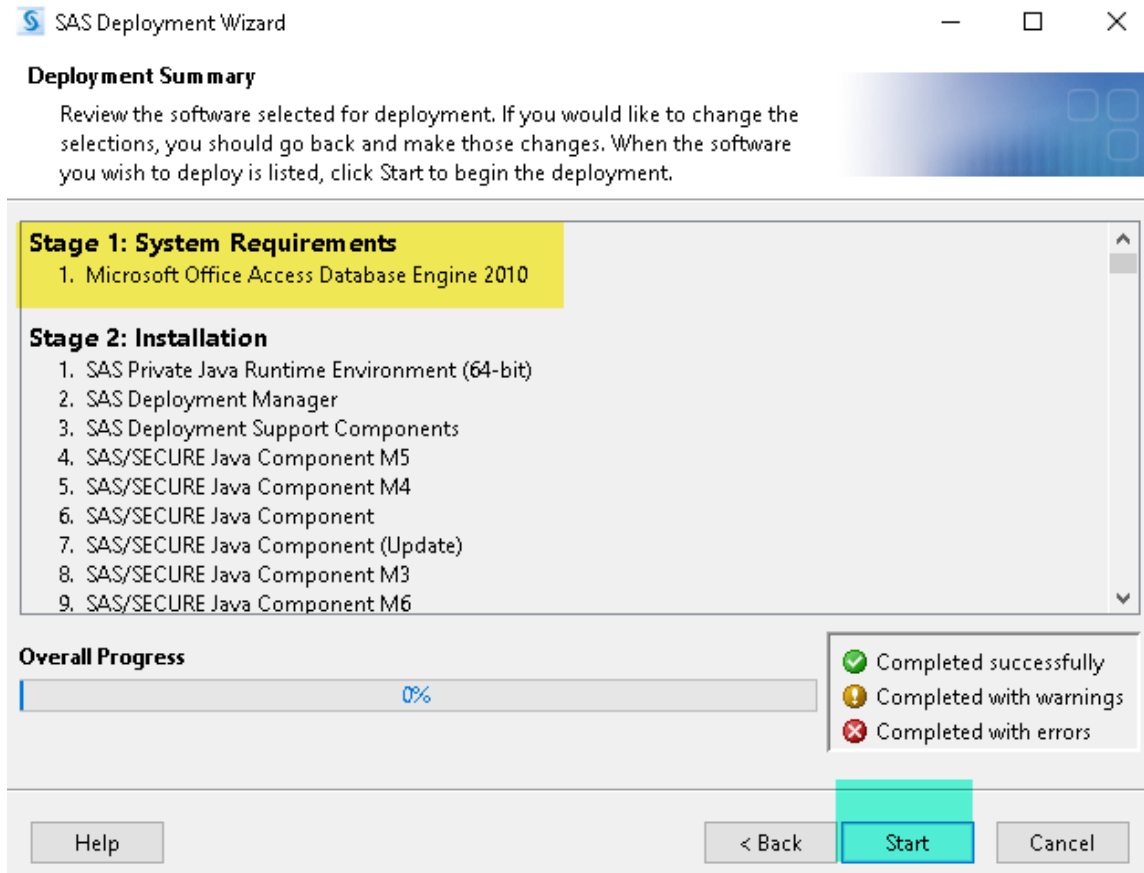 SAS Deployment Wizard
Deployment Summary
Review the software selected for deployment. If you would like to change the
selections, you should go back and make those changes. When the software
you wish to deploy is listed, click Start to begin the deployment.
Stage 1: System Requirements
1. Microsoft Office Access Database Engine 2010
Stage 2: Installation
1. SAS Private Java Runtime Environment (64-bit)
2. SAS Deployment Manager
3. SAS Deployment Support Components
4. SAS/SECURE Java Component M5
5. SAS/SECURE Java Component M4
6. SAS/SECURE Java Component
7. SAS/SECURE Java Component (Update)
8. SAS/SECURE Java Component M3
9. SAS/SECURE Java Component M6
Overall Progress
0%
Completed successfully
Completed with warnings
Completed with errors
Help
< Back
Start
Cancel